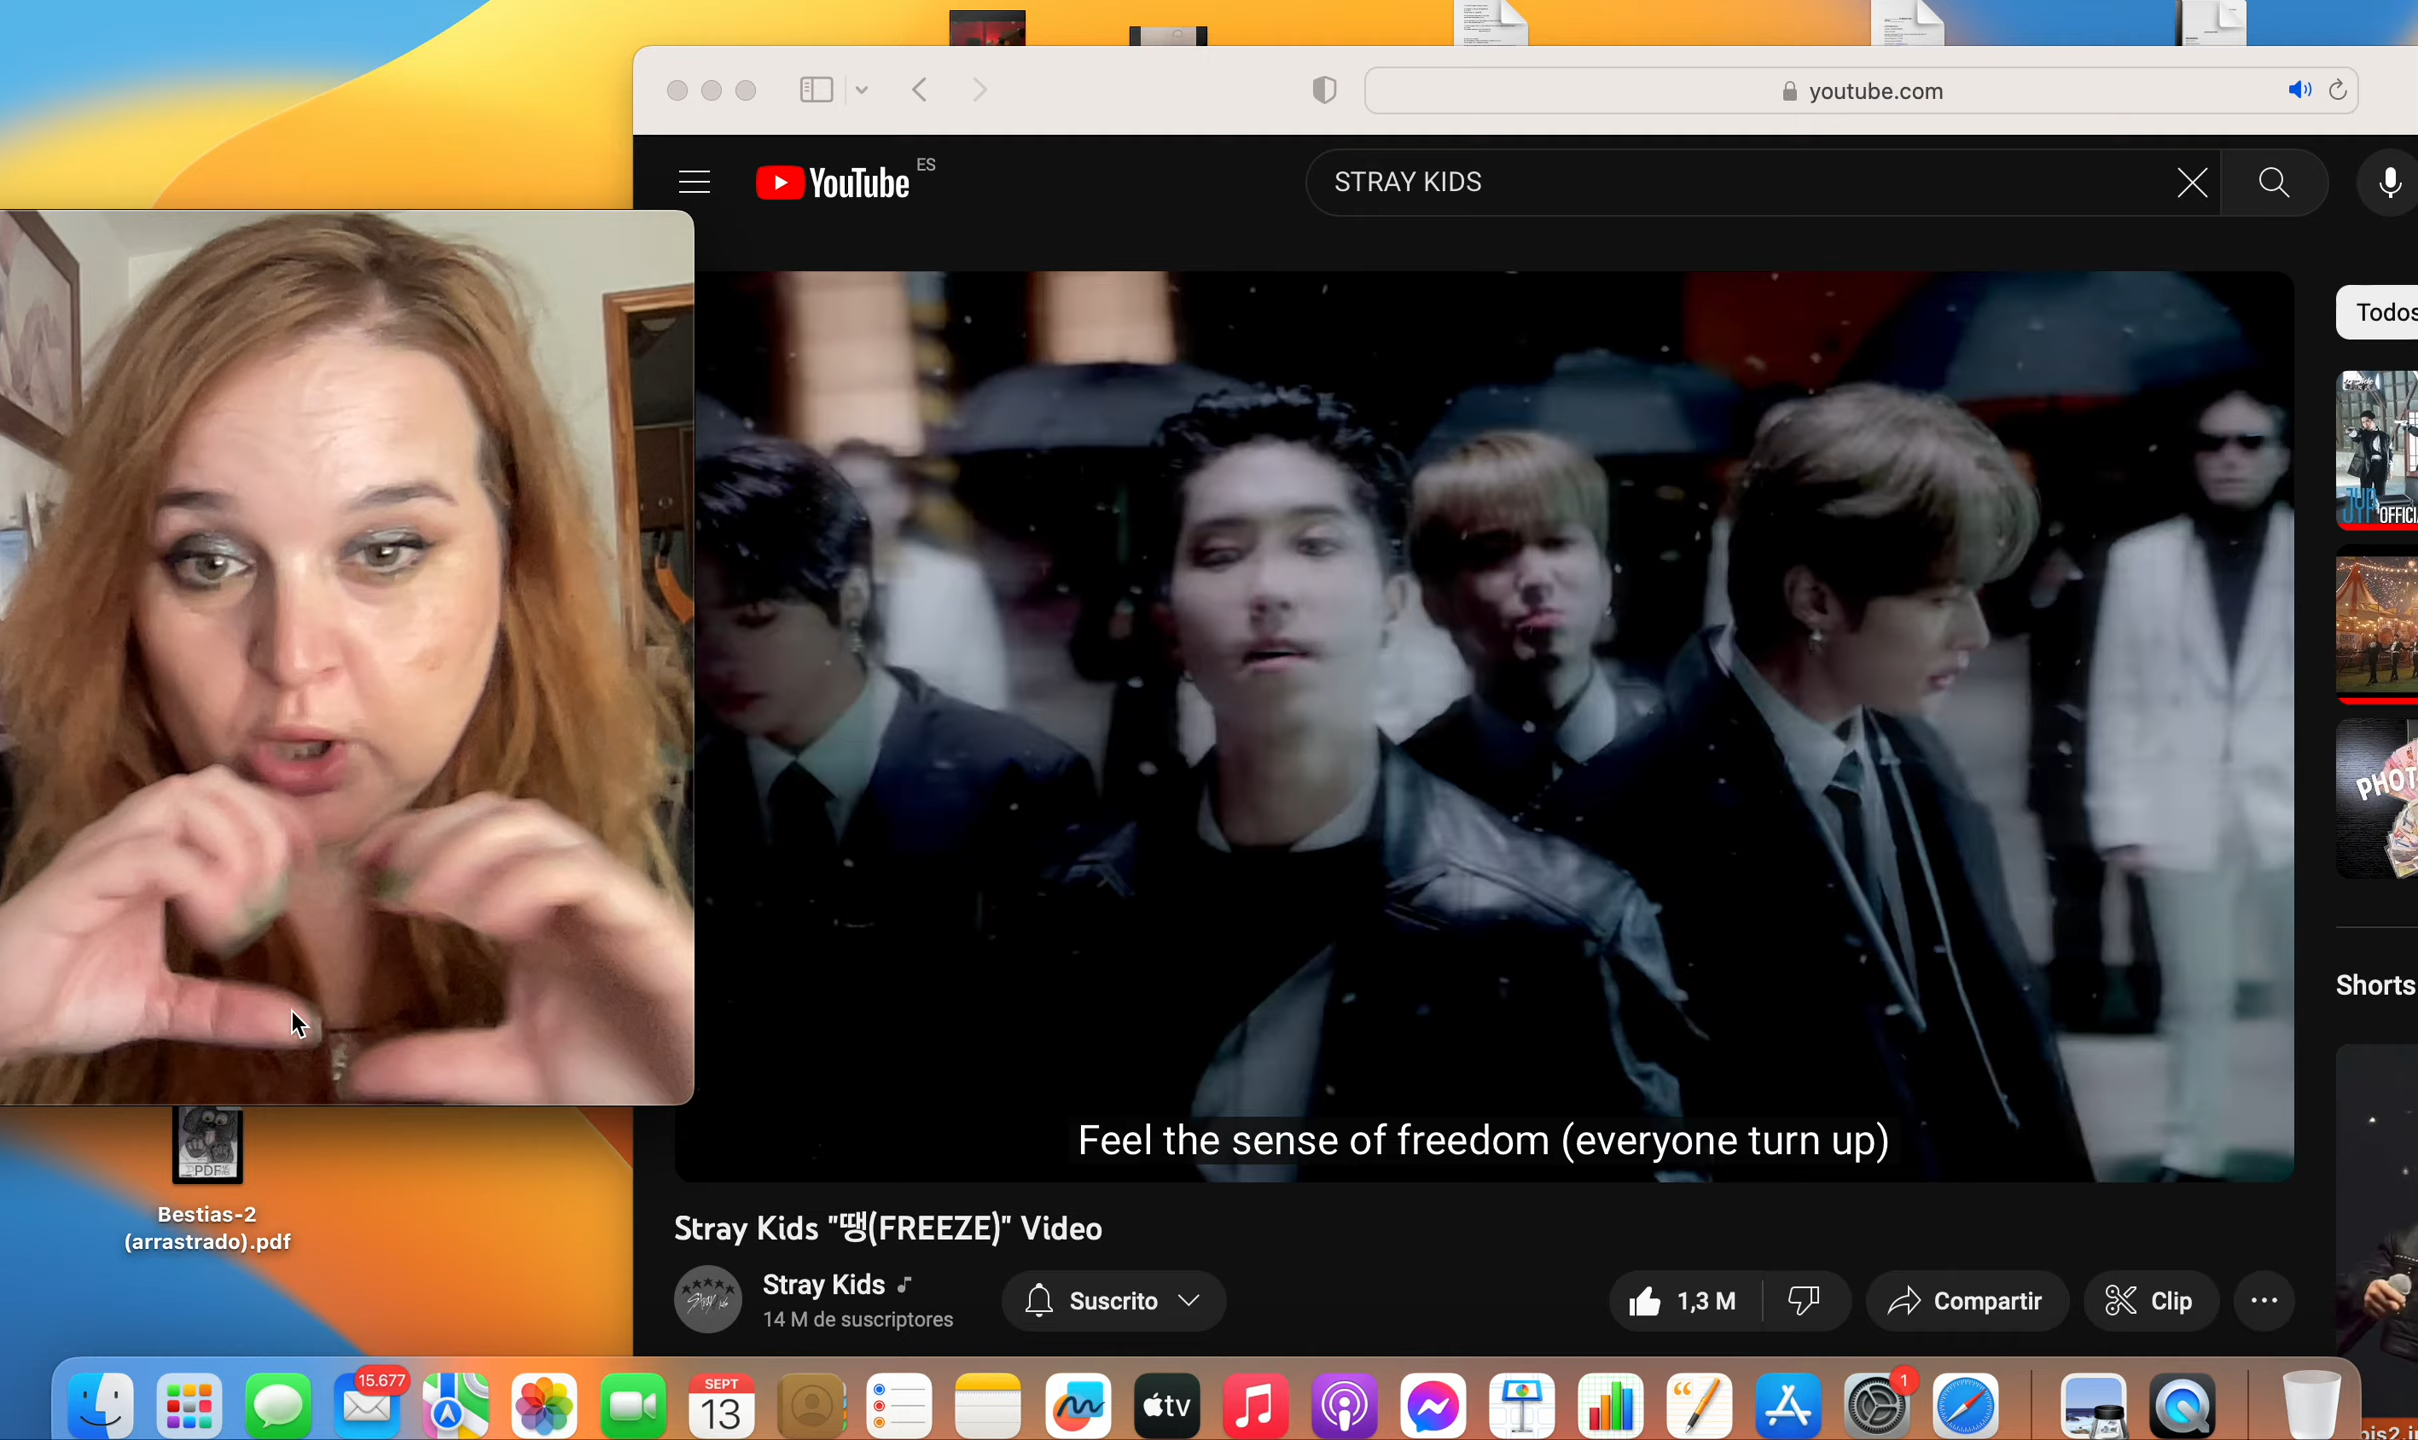 youtube.com
YouTube ES
STRAY KIDS
Todos
JYP OFFICI
PHOT
Shorts
Feel the sense of freedom (everyone turn up)
PDF
Bestias-2
(arrastrado).pdf
Stray Kids "땡(FREEZE)" Video
Stray Kids
14 M de suscriptores
Suscrito
1,3 M
Compartir
Clip
15.677
SEPT
13
tv
1